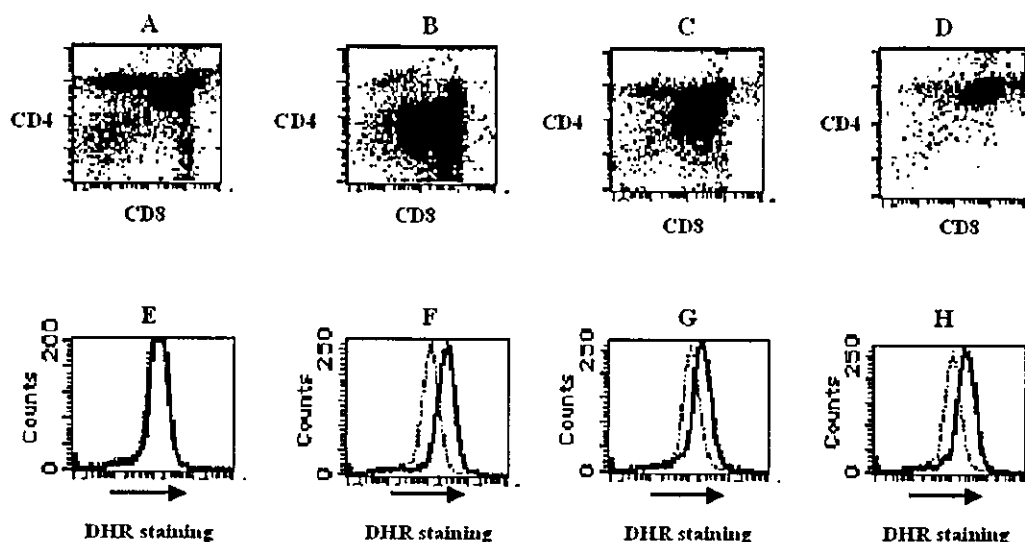 A B C D
CD4 CD4 CD4 CD4
CD8 CD8 CD8 CD8
E F G H
200 250 250 250
Counts Counts Counts Counts
0 0 0 0
DHR staining DHR staining DHR staining DHR staining